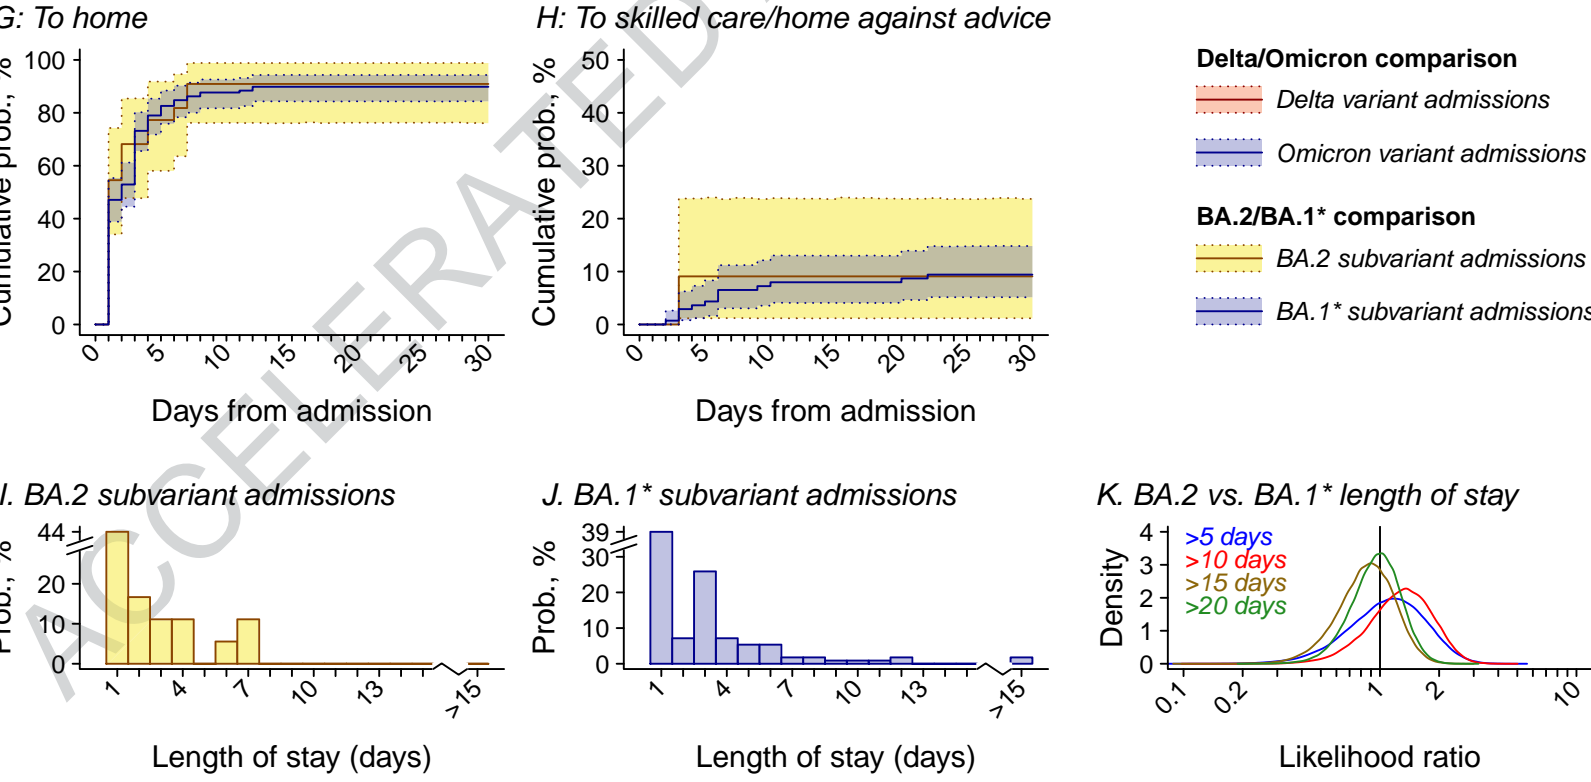 G: To home
H: To skilled care/home against advice
Cumulative prob., %
100
80
60
40
20
0
0 5 10 15 20 25 30
Days from admission
Cumulative prob., %
50
40
30
20
10
0
0 5 10 15 20 25 30
Days from admission
Delta/Omicron comparison
Delta variant admissions
Omicron variant admissions
BA.2/BA.1* comparison
BA.2 subvariant admissions
BA.1* subvariant admissions
ACCELERATED
I. BA.2 subvariant admissions
Prob., %
44
20
10
0
1 4 7 10 13 >15
Length of stay (days)
J. BA.1* subvariant admissions
Prob., %
39
30
20
10
0
1 4 7 10 13 >15
Length of stay (days)
K. BA.2 vs. BA.1* length of stay
Density
4
3
2
1
0
>5 days
>10 days
>15 days
>20 days
0.1 0.2 1 2 10
Likelihood ratio